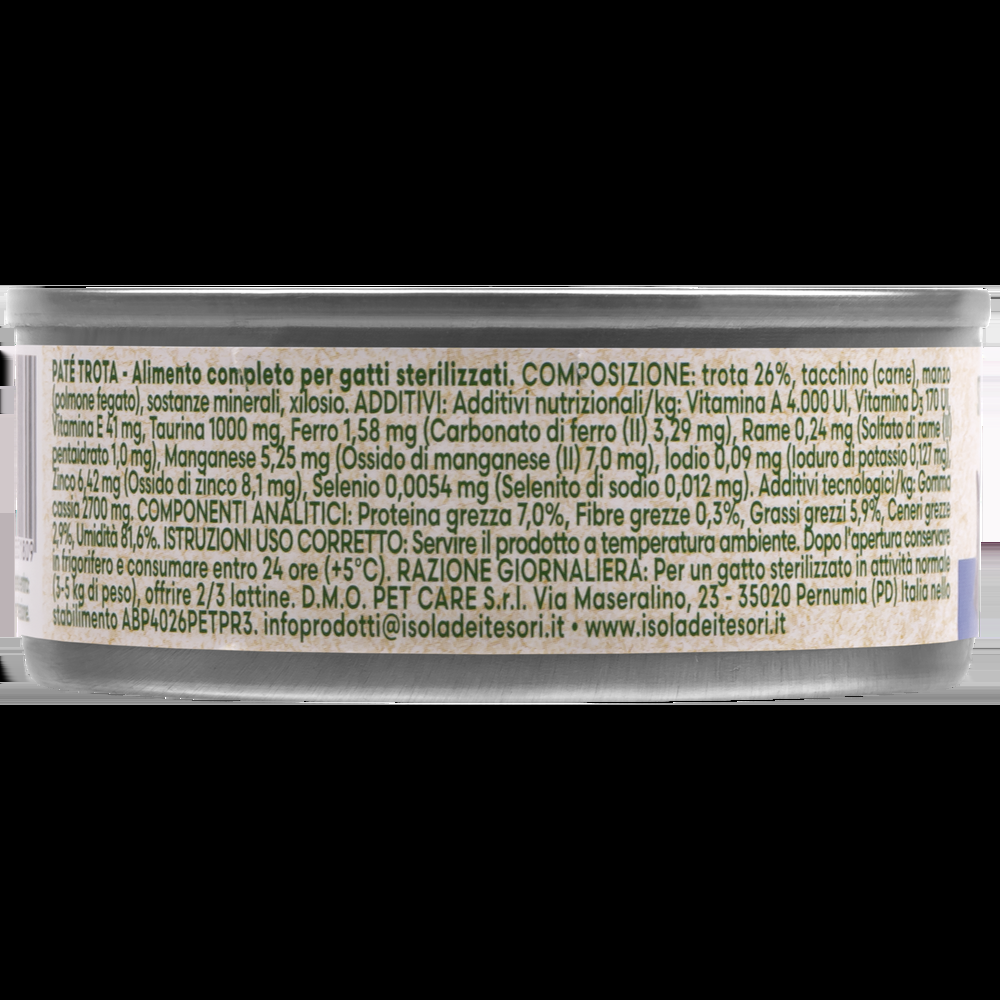 PATÉ TROTA - Alimento completo per gatti sterilizzati. COMPOSIZIONE: trota 26%, tacchino (carne), manzo
(polmone fegato), sostanze minerali, xilosio. ADDITIVI: Additivi nutrizionali/kg: Vitamina A 4.000 UI, Vitamina D3 170 UI,
Vitamina E 41 mg, Taurina 1000 mg, Ferro 1,58 mg (Carbonato di ferro (II) 3,29 mg), Rame 0,24 mg (Solfato di rame (II)
pentaidrato 1,0 mg), Manganese 5,25 mg (Ossido di manganese (II) 7,0 mg), Iodio 0,09 mg (Ioduro di potassio 0,127 mg),
Zinco 6,42 mg (Ossido di zinco 8,1 mg), Selenio 0,0054 mg (Selenito di sodio 0,012 mg). Additivi tecnologici/kg: Gomma
cassia 2700 mg. COMPONENTI ANALITICI: Proteina grezza 7,0%, Fibre grezze 0,3%, Grassi grezzi 5,9%, Ceneri grezze
2,9%, Umidità 81,6%. ISTRUZIONI USO CORRETTO: Servire il prodotto a temperatura ambiente. Dopo l'apertura conservare
in frigorifero e consumare entro 24 ore (+5°C). RAZIONE GIORNALIERA: Per un gatto sterilizzato in attività normale
(3-5 kg di peso), offrire 2/3 lattine. D.M.O. PET CARE S.r.l. Via Maseralino, 23 - 35020 Pernumia (PD) Italia nello
stabilimento ABP4026PETPR3. infoprodotti@isoladeitesori.it • www.isoladeitesori.it